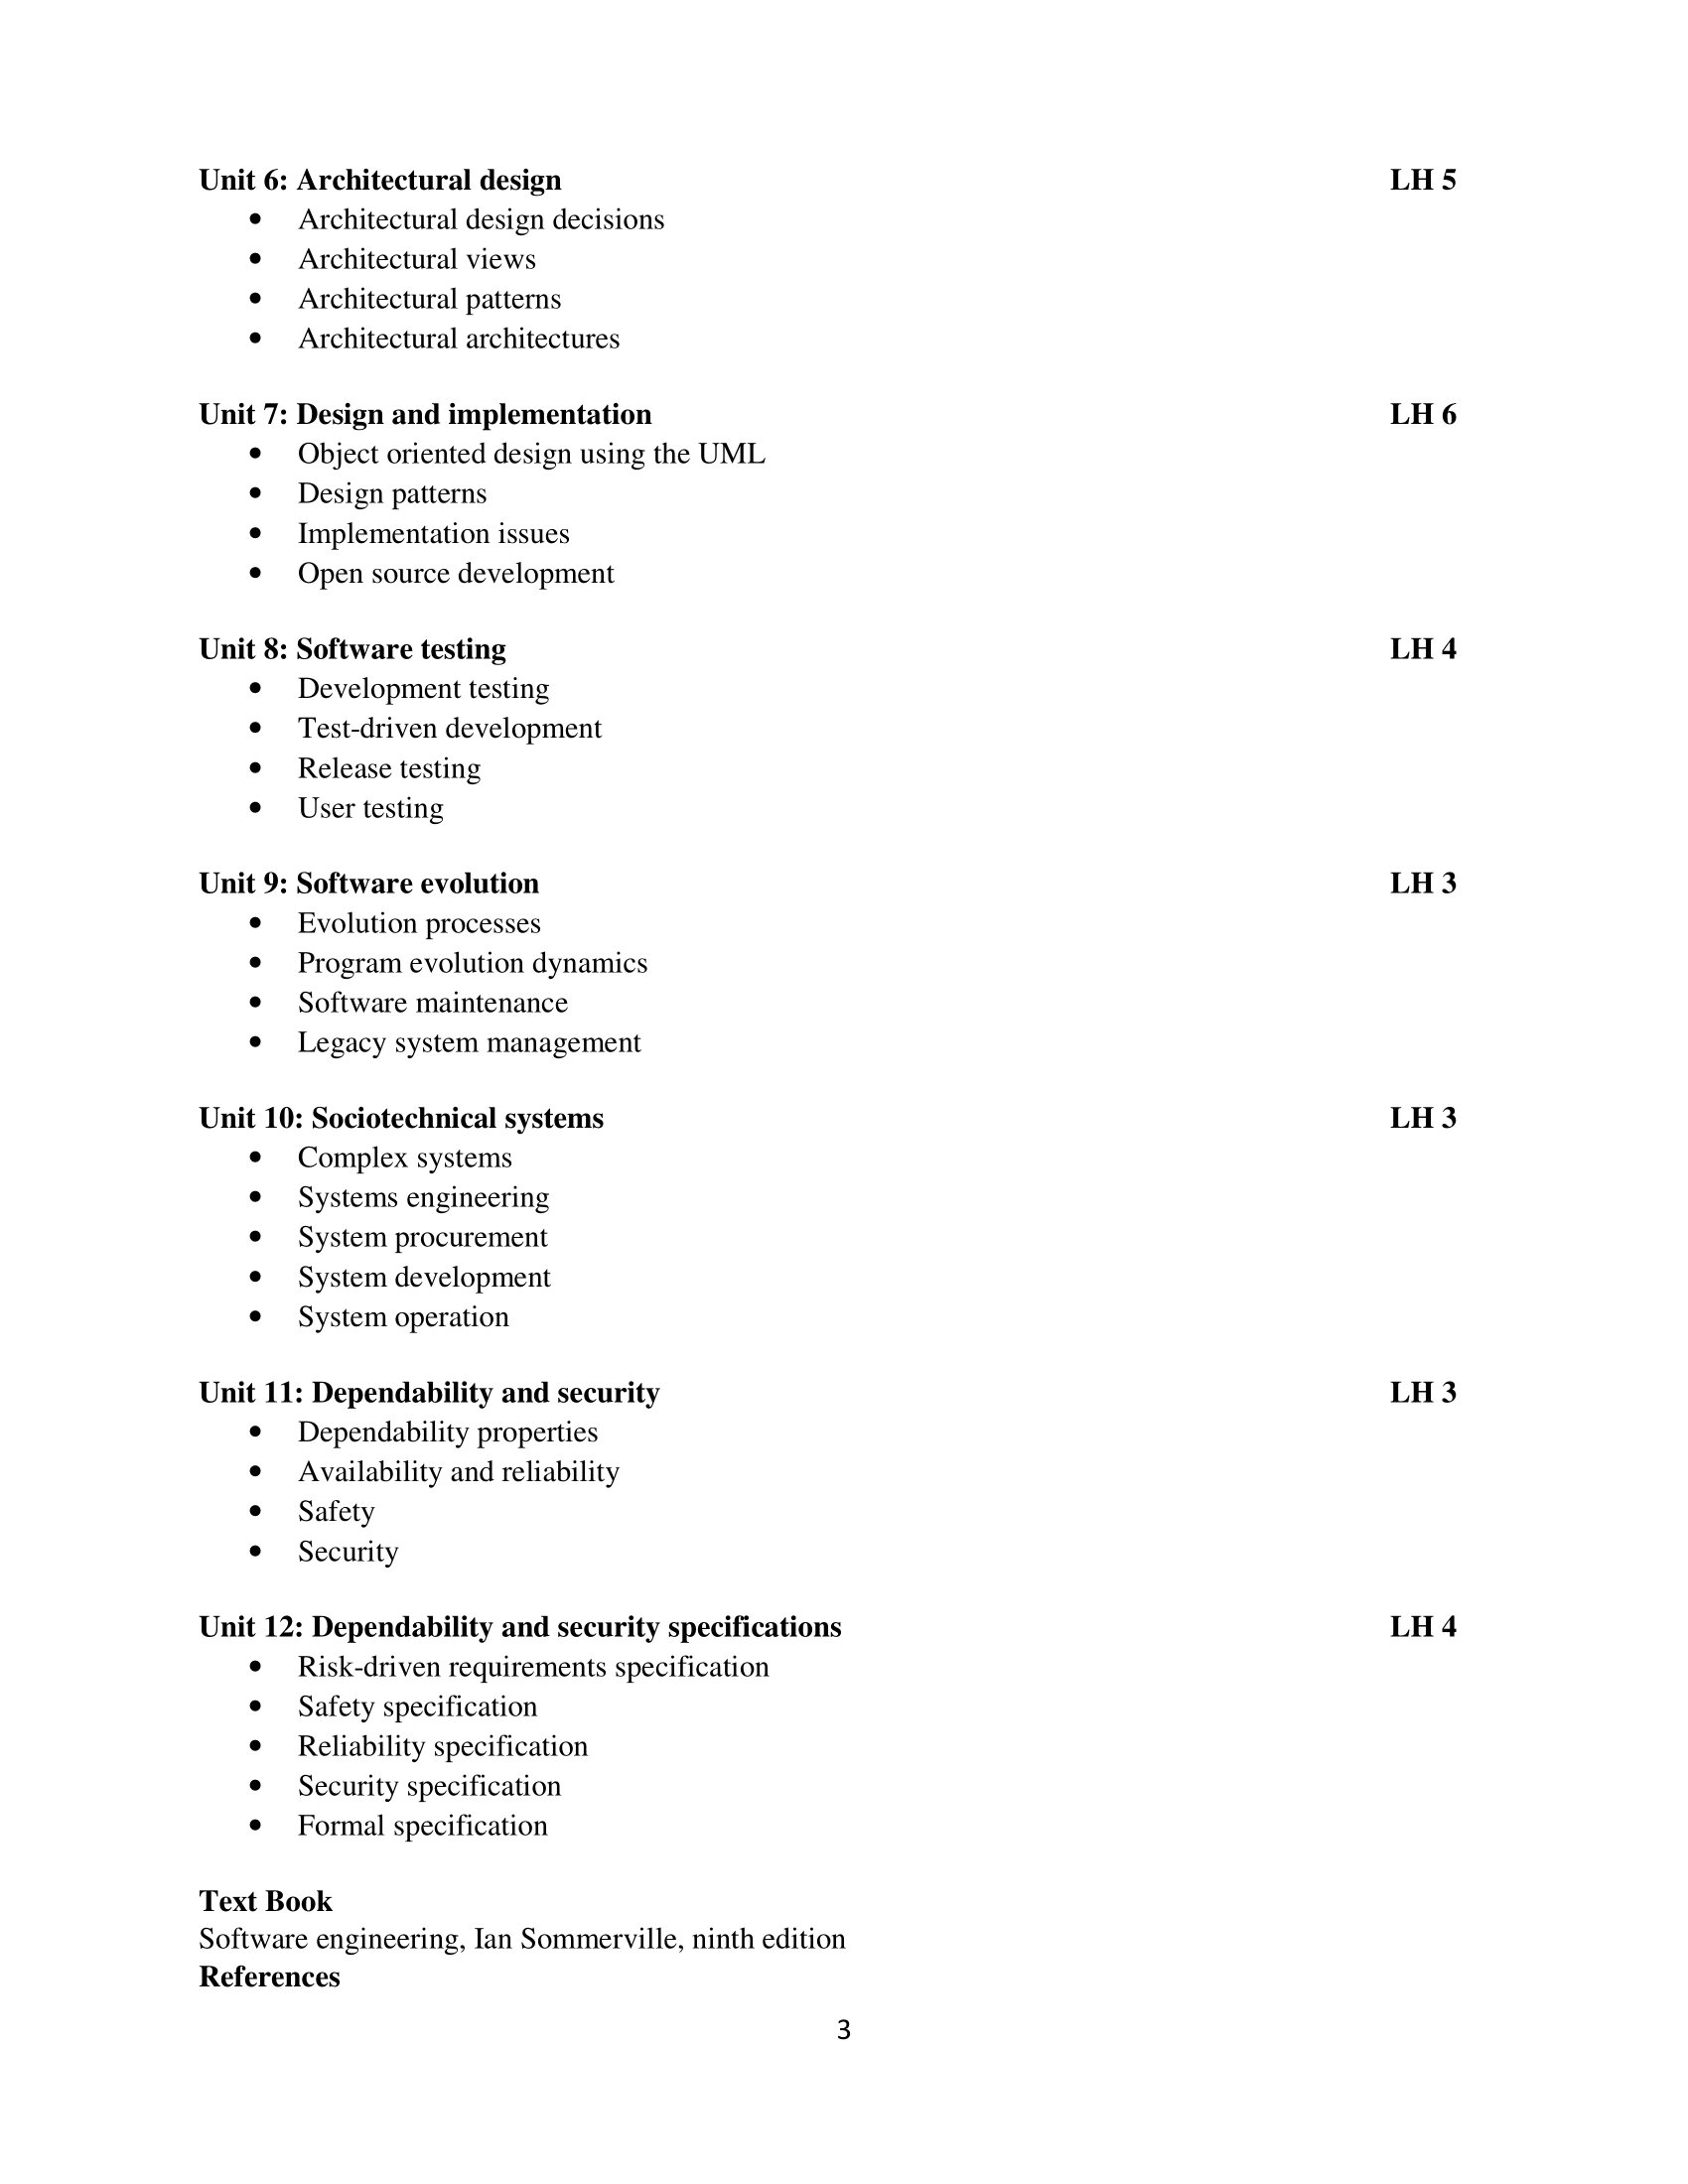 Unit 6: Architectural design LH 5
• Architectural design decisions
• Architectural views
• Architectural patterns
• Architectural architectures
Unit 7: Design and implementation LH 6
• Object oriented design using the UML
• Design patterns
• Implementation issues
• Open source development
Unit 8: Software testing LH 4
• Development testing
• Test-driven development
• Release testing
• User testing
Unit 9: Software evolution LH 3
• Evolution processes
• Program evolution dynamics
• Software maintenance
• Legacy system management
Unit 10: Sociotechnical systems LH 3
• Complex systems
• Systems engineering
• System procurement
• System development
• System operation
Unit 11: Dependability and security LH 3
• Dependability properties
• Availability and reliability
• Safety
• Security
Unit 12: Dependability and security specifications LH 4
• Risk-driven requirements specification
• Safety specification
• Reliability specification
• Security specification
• Formal specification
Text Book
Software engineering, Ian Sommerville, ninth edition
References
3